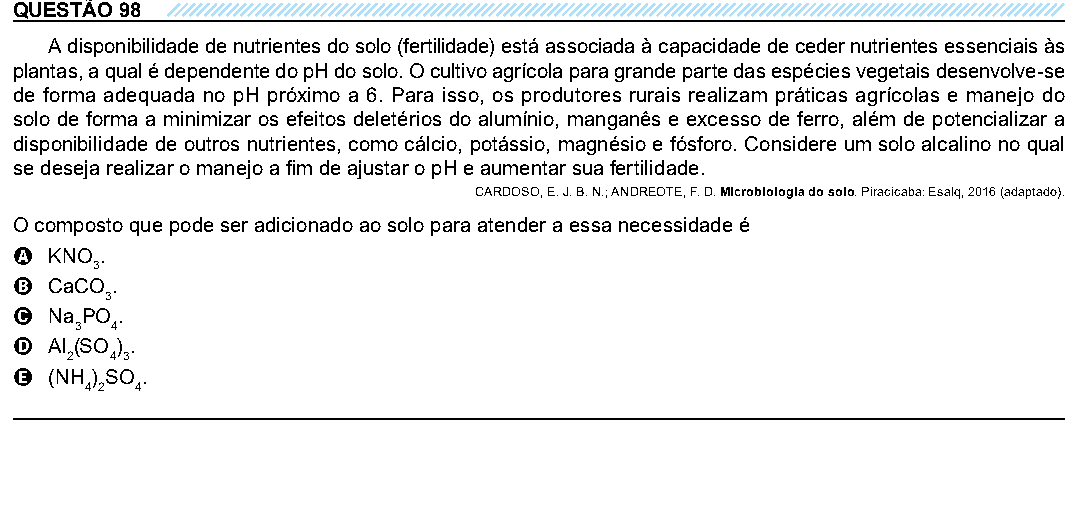 QUESTÃO 98
A disponibilidade de nutrientes do solo (fertilidade) está associada à capacidade de ceder nutrientes essenciais às
plantas, a qual é dependente do pH do solo. O cultivo agrícola para grande parte das espécies vegetais desenvolve-se
de forma adequada no pH próximo a 6. Para isso, os produtores rurais realizam práticas agrícolas e manejo do
solo de forma a minimizar os efeitos deletérios do alumínio, manganês e excesso de ferro, além de potencializar a
disponibilidade de outros nutrientes, como cálcio, potássio, magnésio e fósforo. Considere um solo alcalino no qual
se deseja realizar o manejo a fim de ajustar o pH e aumentar sua fertilidade.
CARDOSO, E. J. B. N.; ANDREOTE, F. D. Microbiologia do solo. Piracicaba: Esalq, 2016 (adaptado).
O composto que pode ser adicionado ao solo para atender a essa necessidade é
A KNO₃.
B CaCO₃.
C Na₃PO₄.
D Al₂(SO₄)₃.
E (NH₄)₂SO₄.